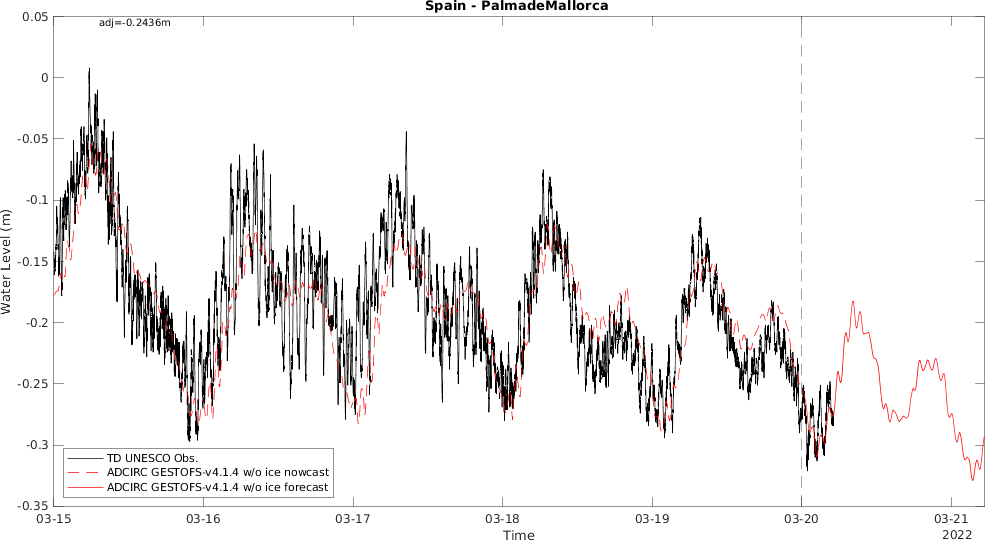 Spain - PalmadeMallorca
adj=-0.2436m
0.05
0
-0.05
-0.1
-0.15
-0.2
-0.25
-0.3
-0.35
Water Level (m)
TD UNESCO Obs.
ADCIRC GESTOFS-v4.1.4 w/o ice nowcast
ADCIRC GESTOFS-v4.1.4 w/o ice forecast
03-15 03-16 03-17 03-18 03-19 03-20 03-21
Time
2022